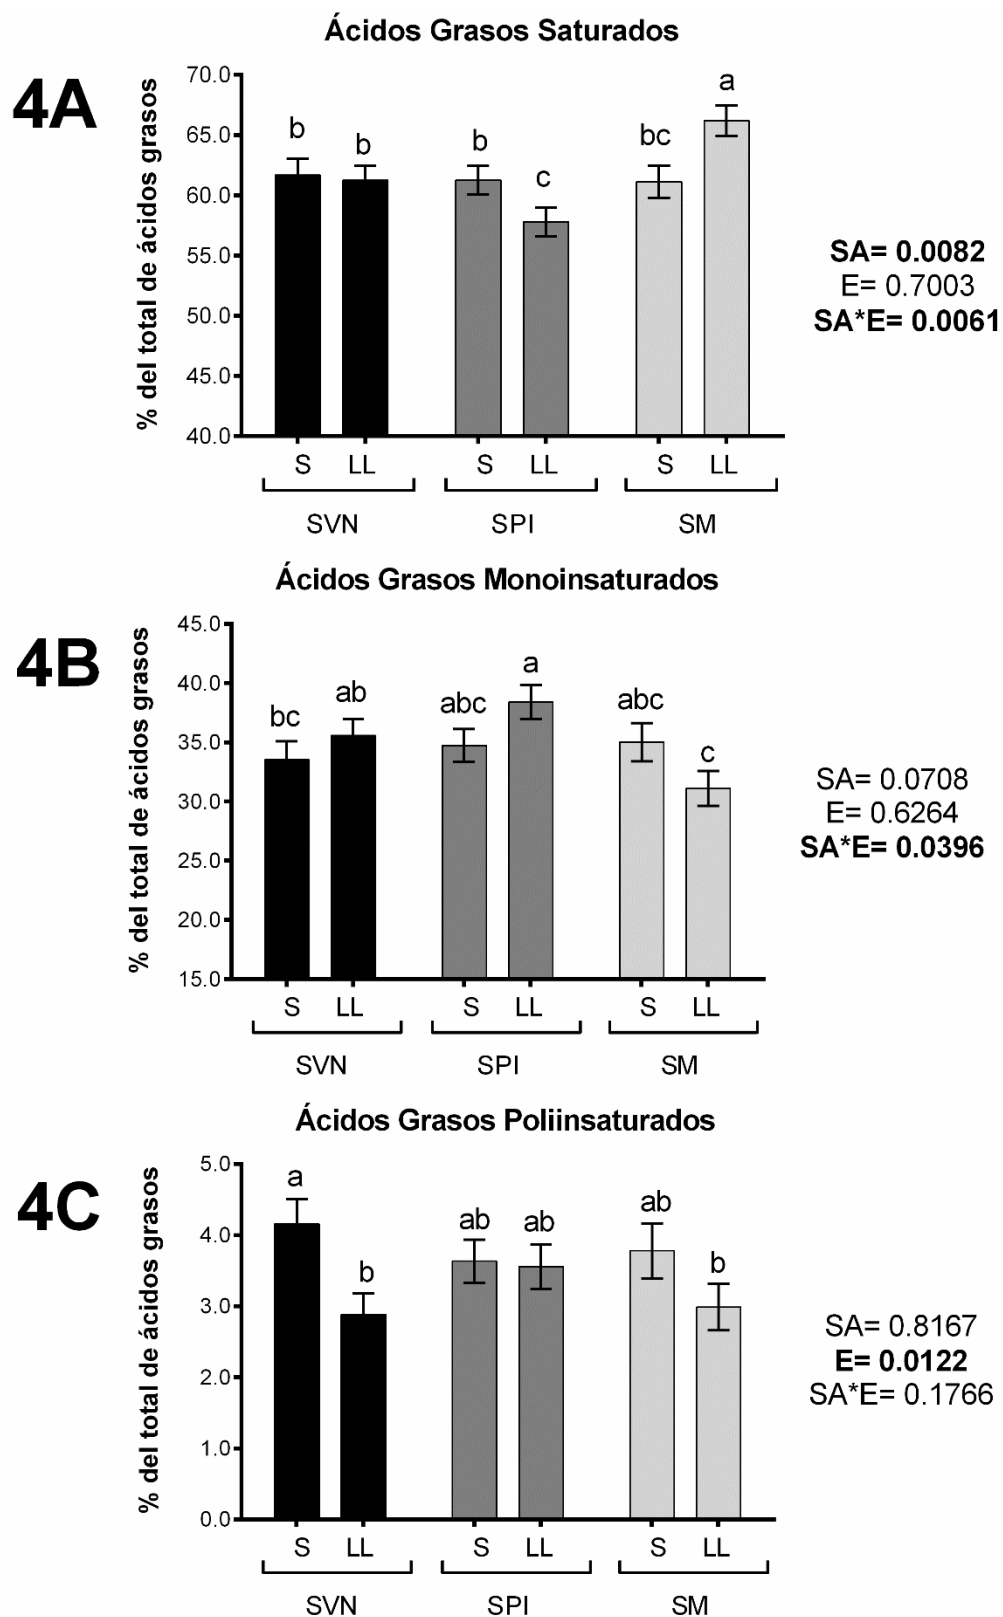 Ácidos Grasos Saturados
4A
% del total de ácidos grasos
70.0
65.0
60.0
55.0
50.0
45.0
40.0
b b b c bc a
SA= 0.0082
E= 0.7003
SA*E= 0.0061
S LL S LL S LL
SVN SPI SM
Ácidos Grasos Monoinsaturados
4B
% del total de ácidos grasos
45.0
40.0
35.0
30.0
25.0
20.0
15.0
bc ab abc a abc c
SA= 0.0708
E= 0.6264
SA*E= 0.0396
S LL S LL S LL
SVN SPI SM
Ácidos Grasos Poliinsaturados
4C
% del total de ácidos grasos
5.0
4.0
3.0
2.0
1.0
0.0
a b ab ab ab b
SA= 0.8167
E= 0.0122
SA*E= 0.1766
S LL S LL S LL
SVN SPI SM